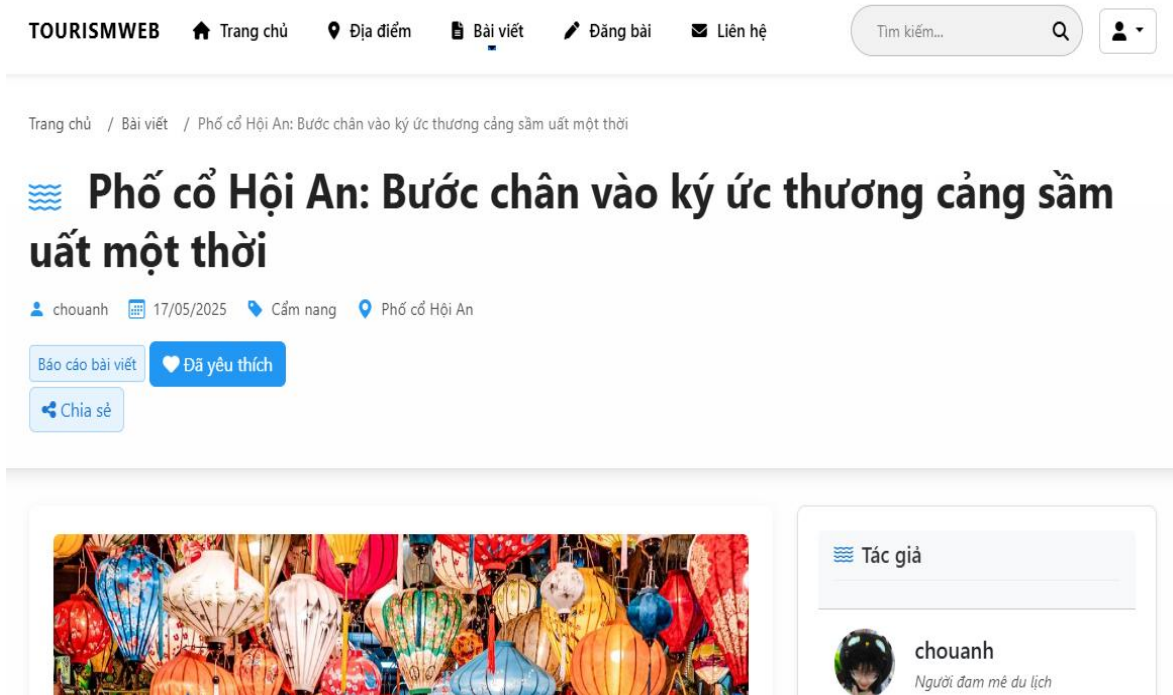 TOURISMWEB Trang chủ Địa điểm Bài viết Đăng bài Liên hệ Tìm kiếm...
Trang chủ / Bài viết / Phố cổ Hội An: Bước chân vào ký ức thương cảng sầm uất một thời
Phố cổ Hội An: Bước chân vào ký ức thương cảng sầm
uất một thời
chouanh 17/05/2025 Cẩm nang Phố cổ Hội An
Báo cáo bài viết Đã yêu thích
Chia sẻ
Tác giả
chouanh
Người đam mê du lịch